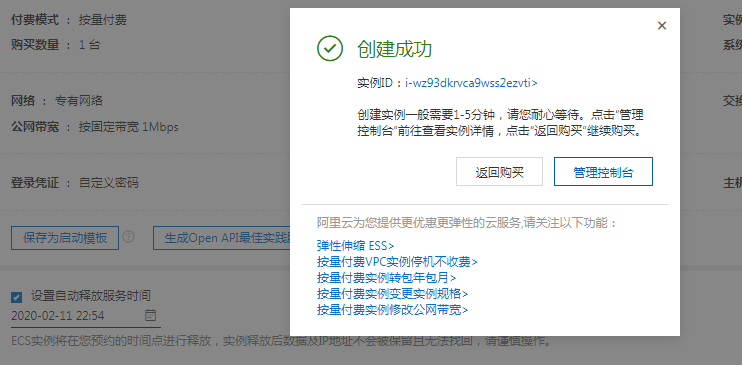 付费模式 ： 按量付费
实例
购买数量 ： 1 台
系统
网络 ： 专有网络
交换
公网带宽 ： 按固定带宽 1Mbps
登录凭证 ： 自定义密码
主机
保存为启动模板
生成Open API最佳实践
设置自动释放服务时间
2020-02-11 22:54
ECS实例将在您预约的时间点进行释放，实例释放后数据及IP地址不会被保留且无法找回，请谨慎操作。
创建成功
实例ID：i-wz93dkrvca9wss2ezvti>
创建实例一般需要1-5分钟，请您耐心等待。点击“管理
控制台”前往查看实例详情，点击“返回购买”继续购买。
返回购买
管理控制台
阿里云为您提供更优惠更弹性的云服务,请关注以下功能：
弹性伸缩 ESS>
按量付费VPC实例停机不收费>
按量付费实例转包年包月>
按量付费实例变更实例规格>
按量付费实例修改公网带宽>